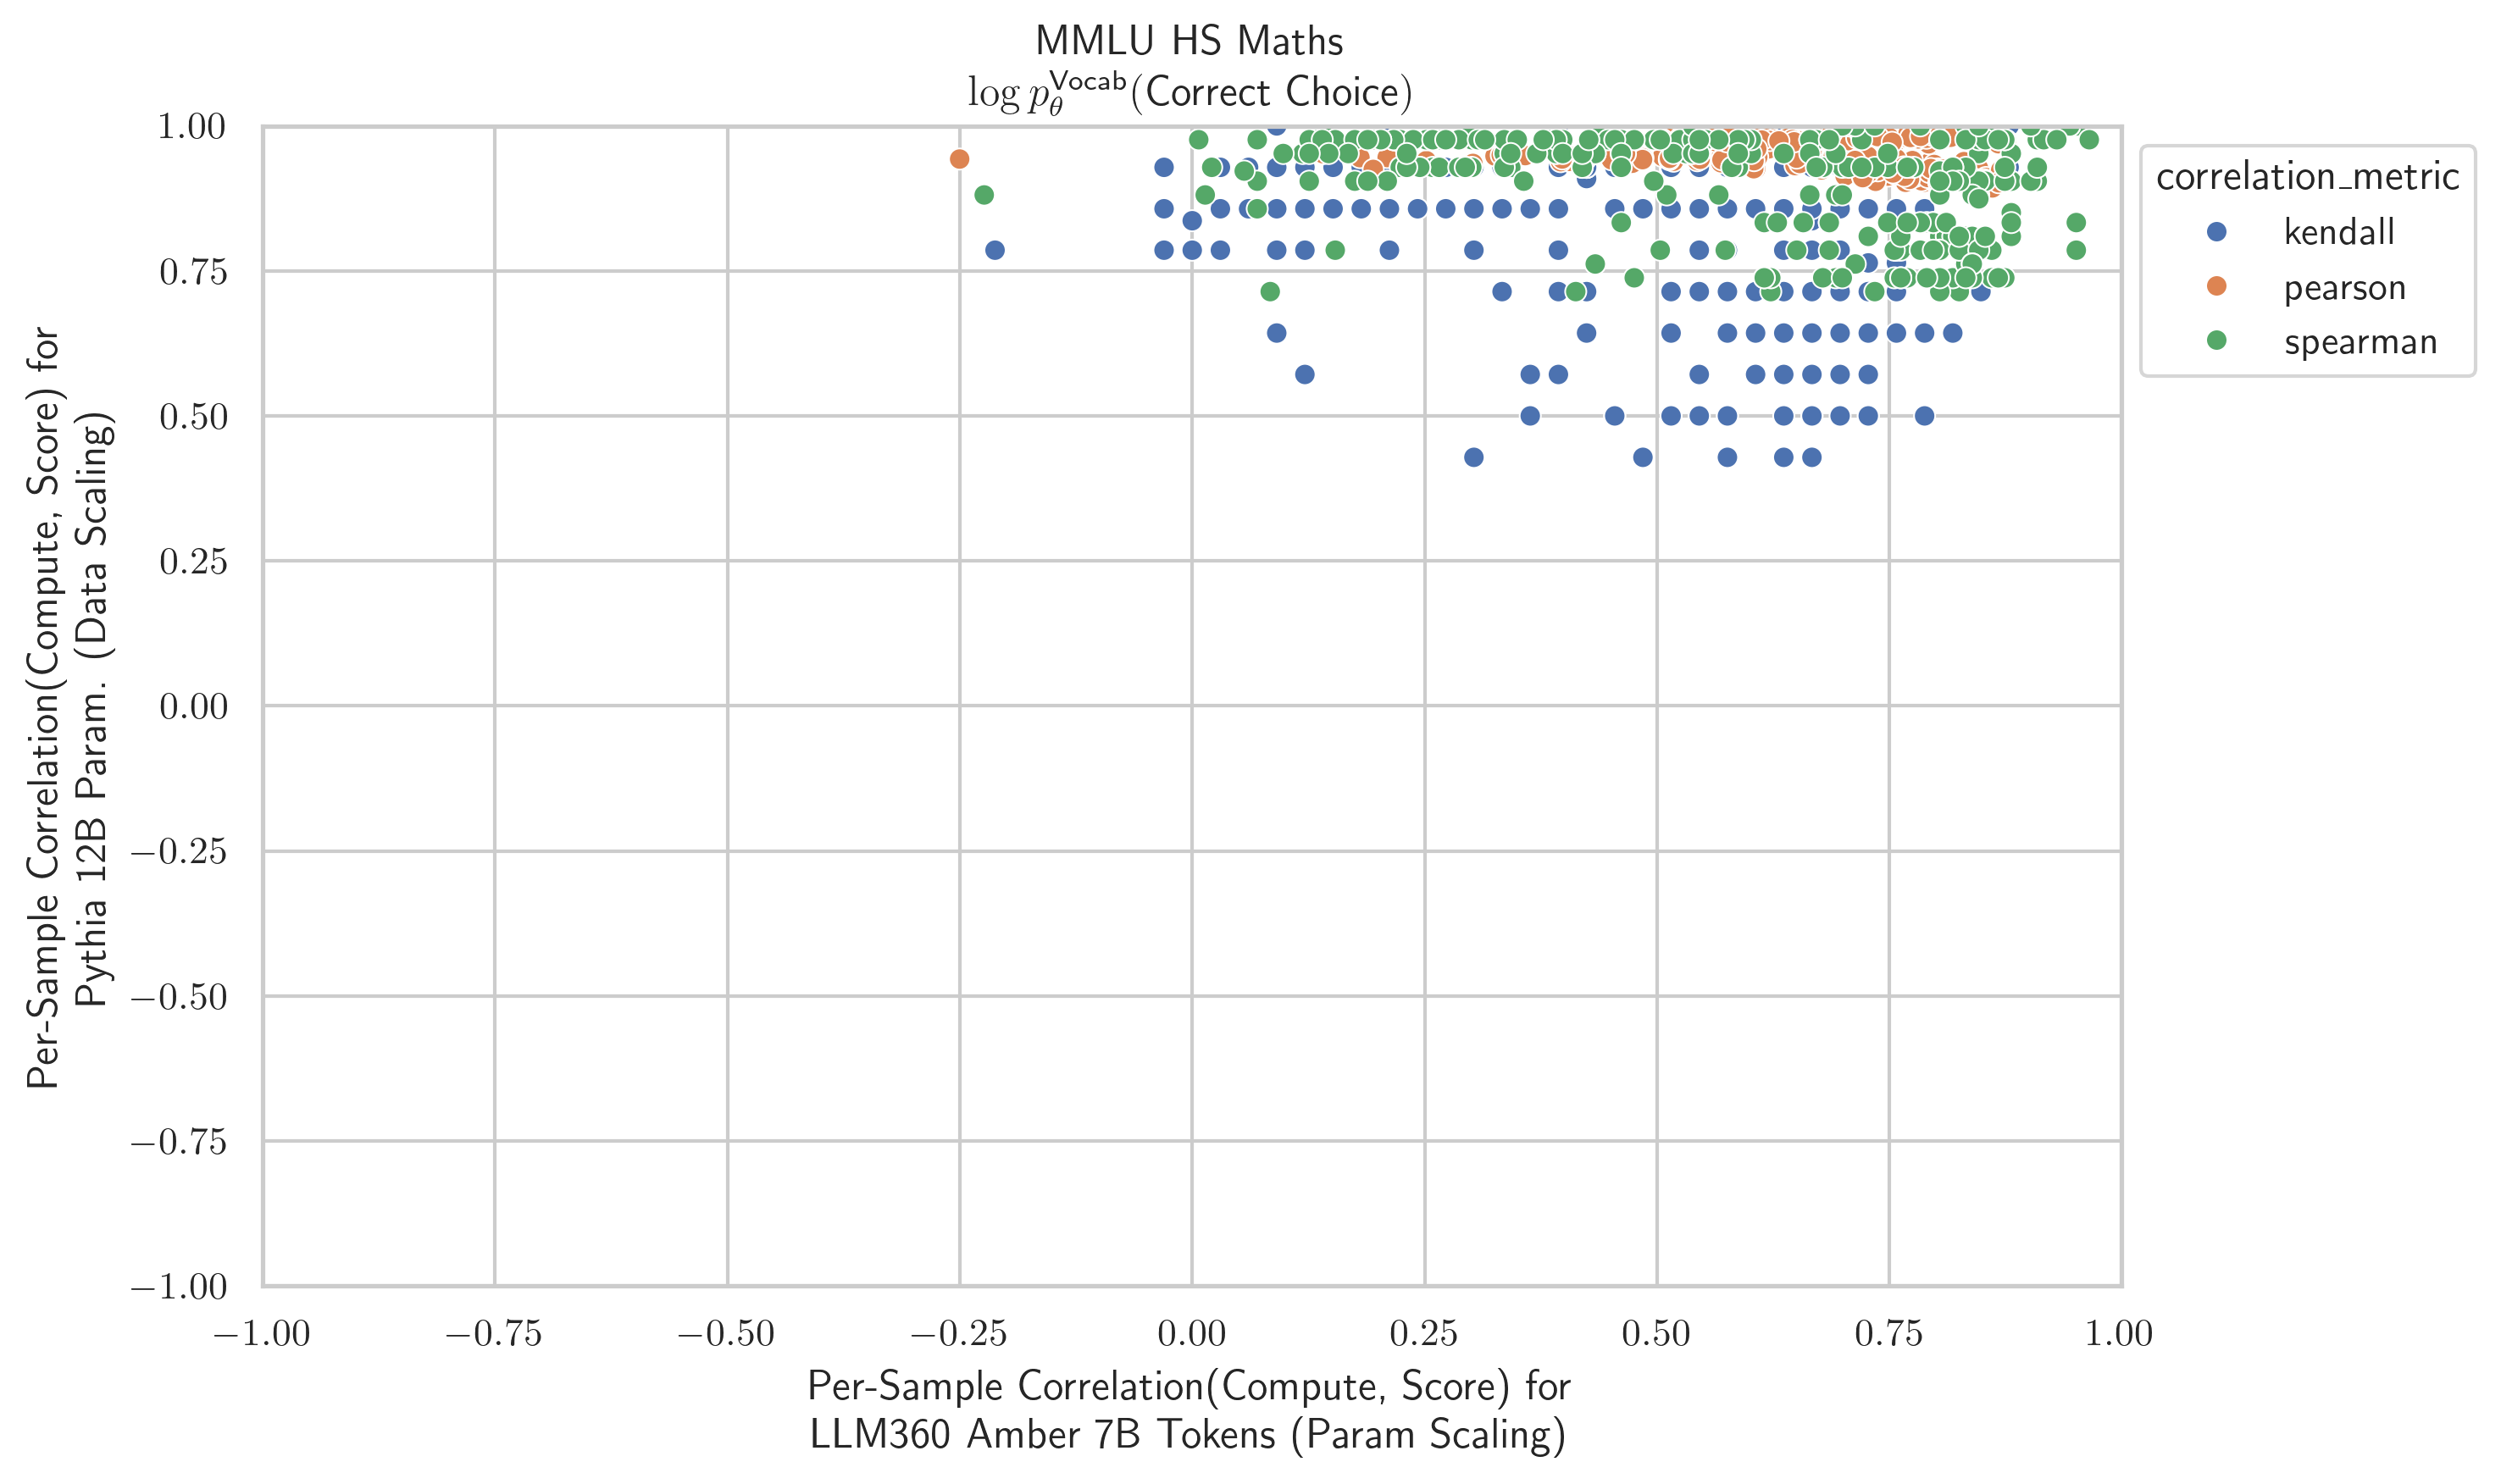 MMLU HS Maths
log p_θ^Vocab(Correct Choice)
1.00
0.75
0.50
0.25
0.00
−0.25
−0.50
−0.75
−1.00
Per-Sample Correlation(Compute, Score) for
Pythia 12B Param. (Data Scaling)
−1.00
−0.75
−0.50
−0.25
0.00
0.25
0.50
0.75
1.00
Per-Sample Correlation(Compute, Score) for
LLM360 Amber 7B Tokens (Param Scaling)
correlation_metric
kendall
pearson
spearman